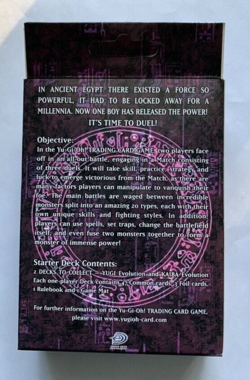 IN ANCIENT EGYPT THERE EXISTED A FORCE SO
POWERFUL, IT HAD TO BE LOCKED AWAY FOR A
MILLENNIA. NOW ONE BOY HAS RELEASED THE POWER!
IT'S TIME TO DUEL!
Objective:
In the Yu-Gi-Oh! TRADING CARD GAME, two players face
off in an all out battle, engaging in a Match consisting
of three duels. It will take skill, practice, strategy and
luck to emerge victorious from the Match, as there are
many factors players can manipulate to vanquish their
foe. The main battles are waged between incredible
monsters split into an amazing 20 types, each with their
own unique skills and fighting styles. In addition,
players can use spells, set traps, change the battlefield
itself, and even fuse two monsters together to form a
monster of immense power!
Starter Deck Contents:
2 DECKS TO COLLECT - YUGI Evolution and KAIBA Evolution
Each one-player Deck contains: Common cards, Foil cards,
1 Rulebook and 1 Game Mat
For further information on the Yu-Gi-Oh! TRADING CARD GAME,
please visit www.yugioh-card.com